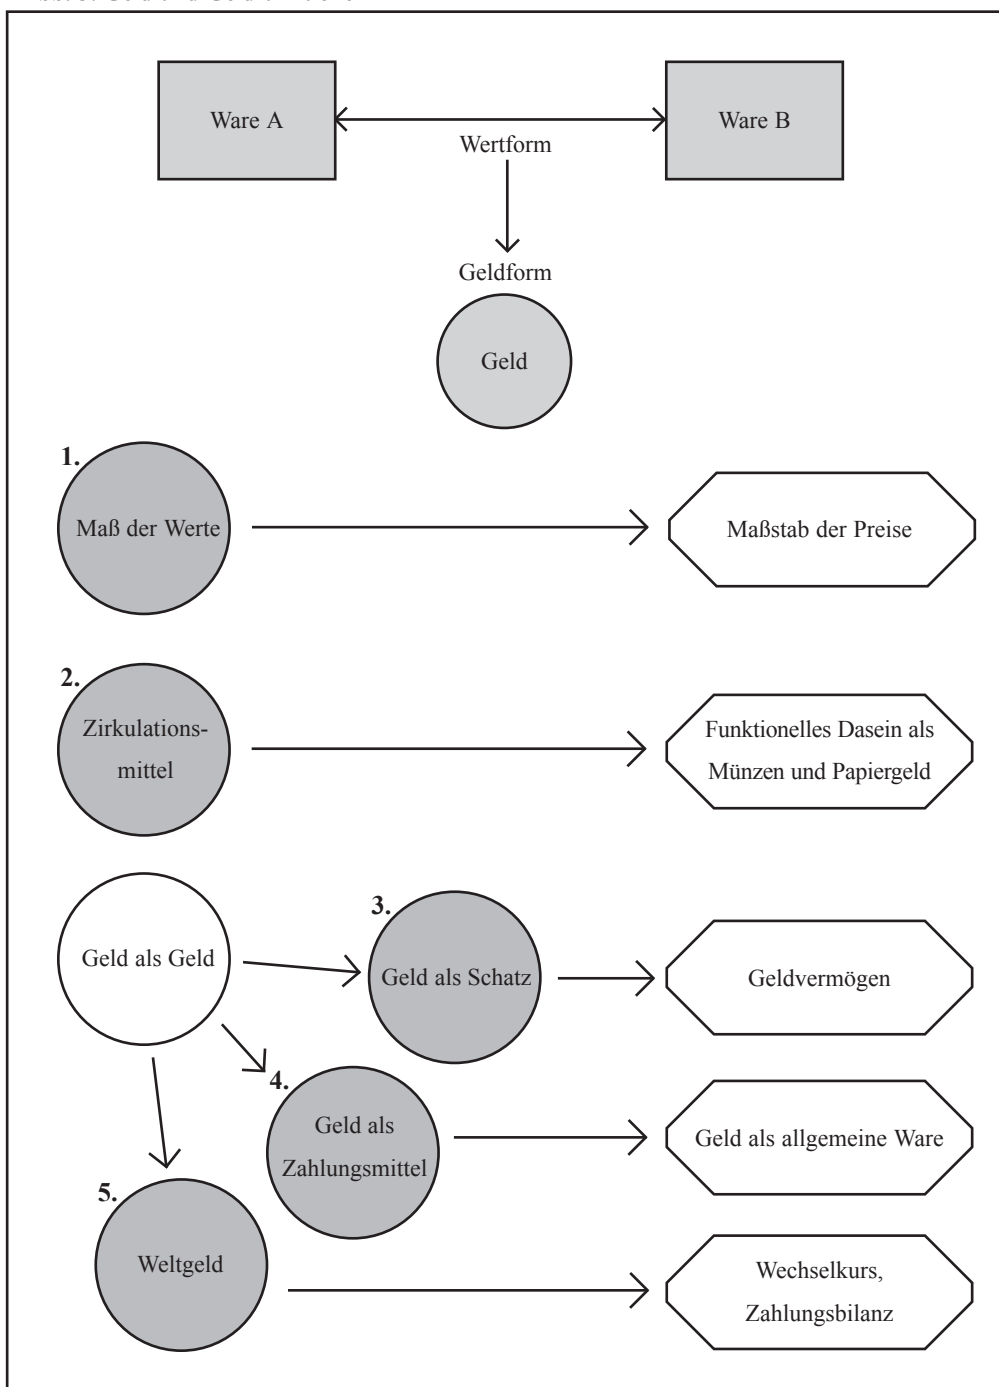 Ware A
Ware B
Wertform
Geldform
Geld
1.
Maß der Werte
Maßstab der Preise
2.
Zirkulations-
mittel
Funktionelles Dasein als
Münzen und Papiergeld
Geld als Geld
3.
Geld als Schatz
Geldvermögen
4.
Geld als
Zahlungsmittel
Geld als allgemeine Ware
5.
Weltgeld
Wechselkurs,
Zahlungsbilanz